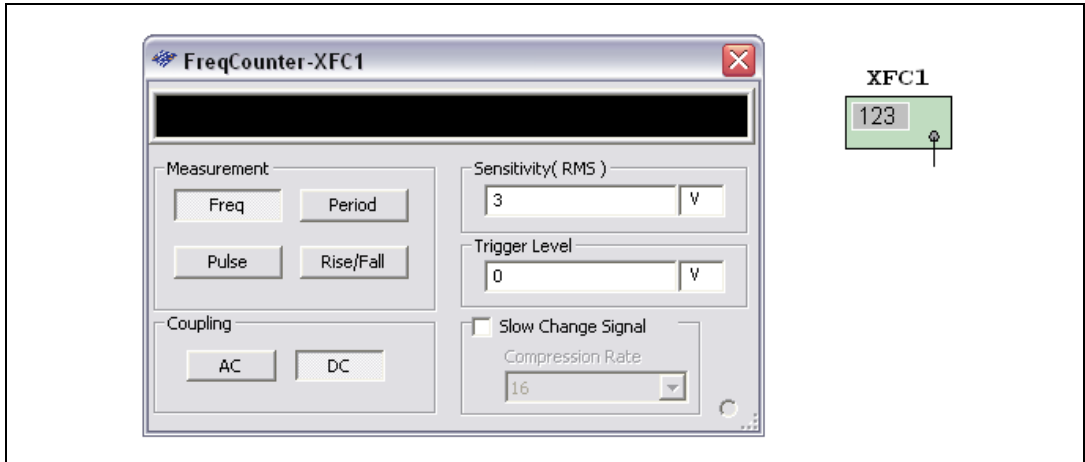 FreqCounter-XFC1
XFC1
123
Measurement
Freq Period
Pulse Rise/Fall
Sensitivity( RMS )
3 V
Trigger Level
0 V
Coupling
AC DC
Slow Change Signal
Compression Rate
16